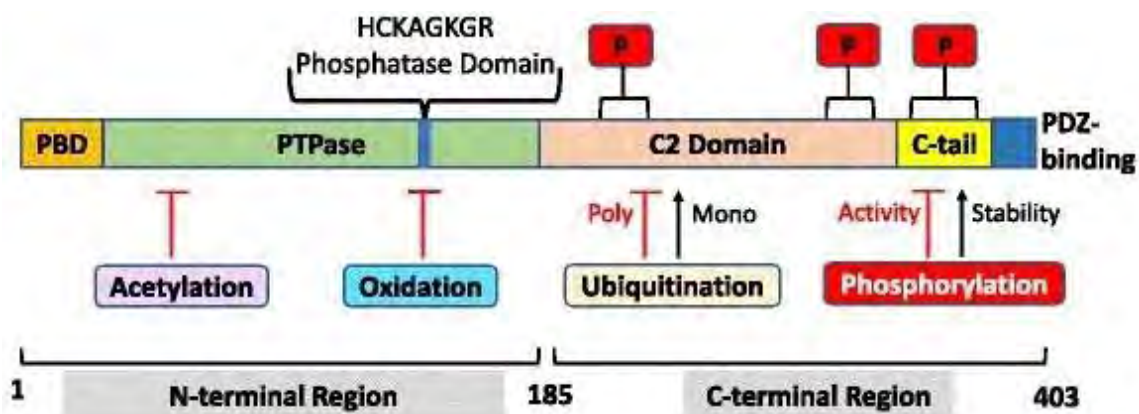 HCKAGKGR
Phosphatase Domain
P P P
PBD PTPase C2 Domain C-tail PDZ-
binding
Poly Mono Activity Stability
Acetylation Oxidation Ubiquitination Phosphorylation
1 N-terminal Region 185 C-terminal Region 403